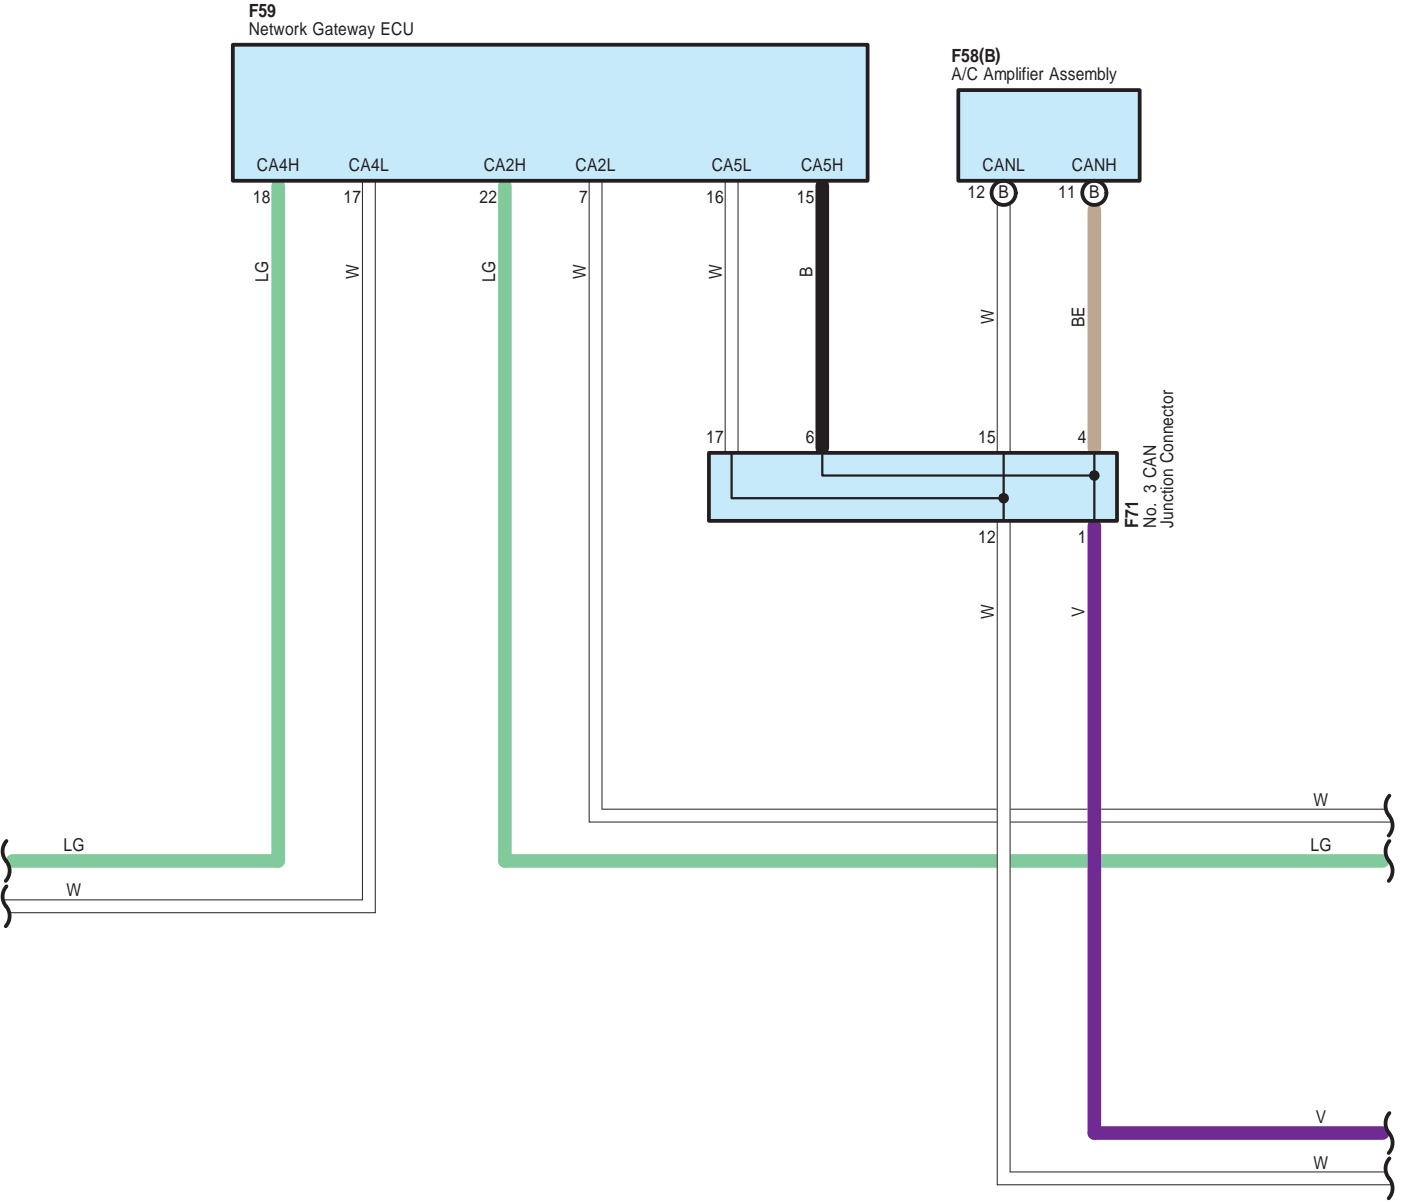 F59
Network Gateway ECU
F58(B)
A/C Amplifier Assembly
CA4H CA4L CA2H CA2L CA5L CA5H
CANL CANH
18 17 22 7 16 15
12 B 11 B
LG W LG W W B
W BE
17 6 15 4
F71
No. 3 CAN
Junction Connector
12 1
W V
W
LG
LG
W
V
W